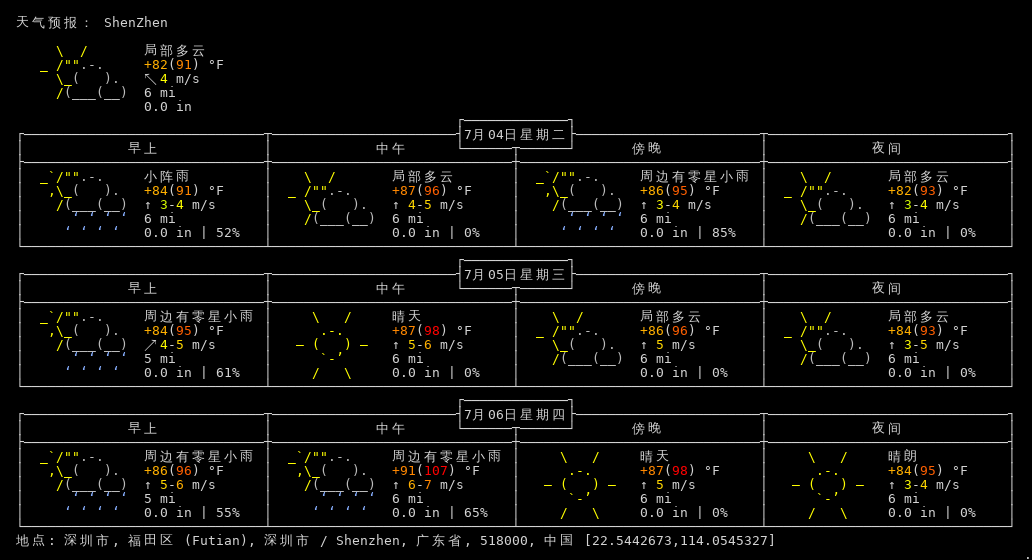 天气预报： ShenZhen
局部多云
+82(91) °F
↖ 4 m/s
6 mi
0.0 in
7月04日星期二
早上 中午 傍晚 夜间
小阵雨 局部多云 周边有零星小雨 局部多云
+84(91) °F +87(96) °F +86(95) °F +82(93) °F
↑ 3-4 m/s ↑ 4-5 m/s ↑ 3-4 m/s ↑ 3-4 m/s
6 mi 6 mi 6 mi 6 mi
0.0 in | 52% 0.0 in | 0% 0.0 in | 85% 0.0 in | 0%
7月05日星期三
早上 中午 傍晚 夜间
周边有零星小雨 晴天 局部多云 局部多云
+84(95) °F +87(98) °F +86(96) °F +84(93) °F
↗ 4-5 m/s ↑ 5-6 m/s ↑ 5 m/s ↑ 3-5 m/s
5 mi 6 mi 6 mi 6 mi
0.0 in | 61% 0.0 in | 0% 0.0 in | 0% 0.0 in | 0%
7月06日星期四
早上 中午 傍晚 夜间
周边有零星小雨 周边有零星小雨 晴天 晴朗
+86(96) °F +91(107) °F +87(98) °F +84(95) °F
↑ 5-6 m/s ↑ 6-7 m/s ↑ 5 m/s ↑ 3-4 m/s
5 mi 6 mi 6 mi 6 mi
0.0 in | 55% 0.0 in | 65% 0.0 in | 0% 0.0 in | 0%
地点: 深圳市, 福田区 (Futian), 深圳市 / Shenzhen, 广东省, 518000, 中国 [22.5442673,114.0545327]